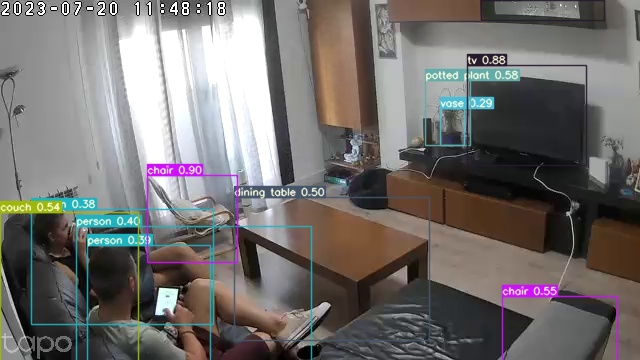 2023-07-20 11:48:18
tv 0.88
potted plant 0.58
vase 0.29
chair 0.90
dining table 0.50
0.38
couch 0.54
person 0.40
person 0.39
chair 0.55
tapo